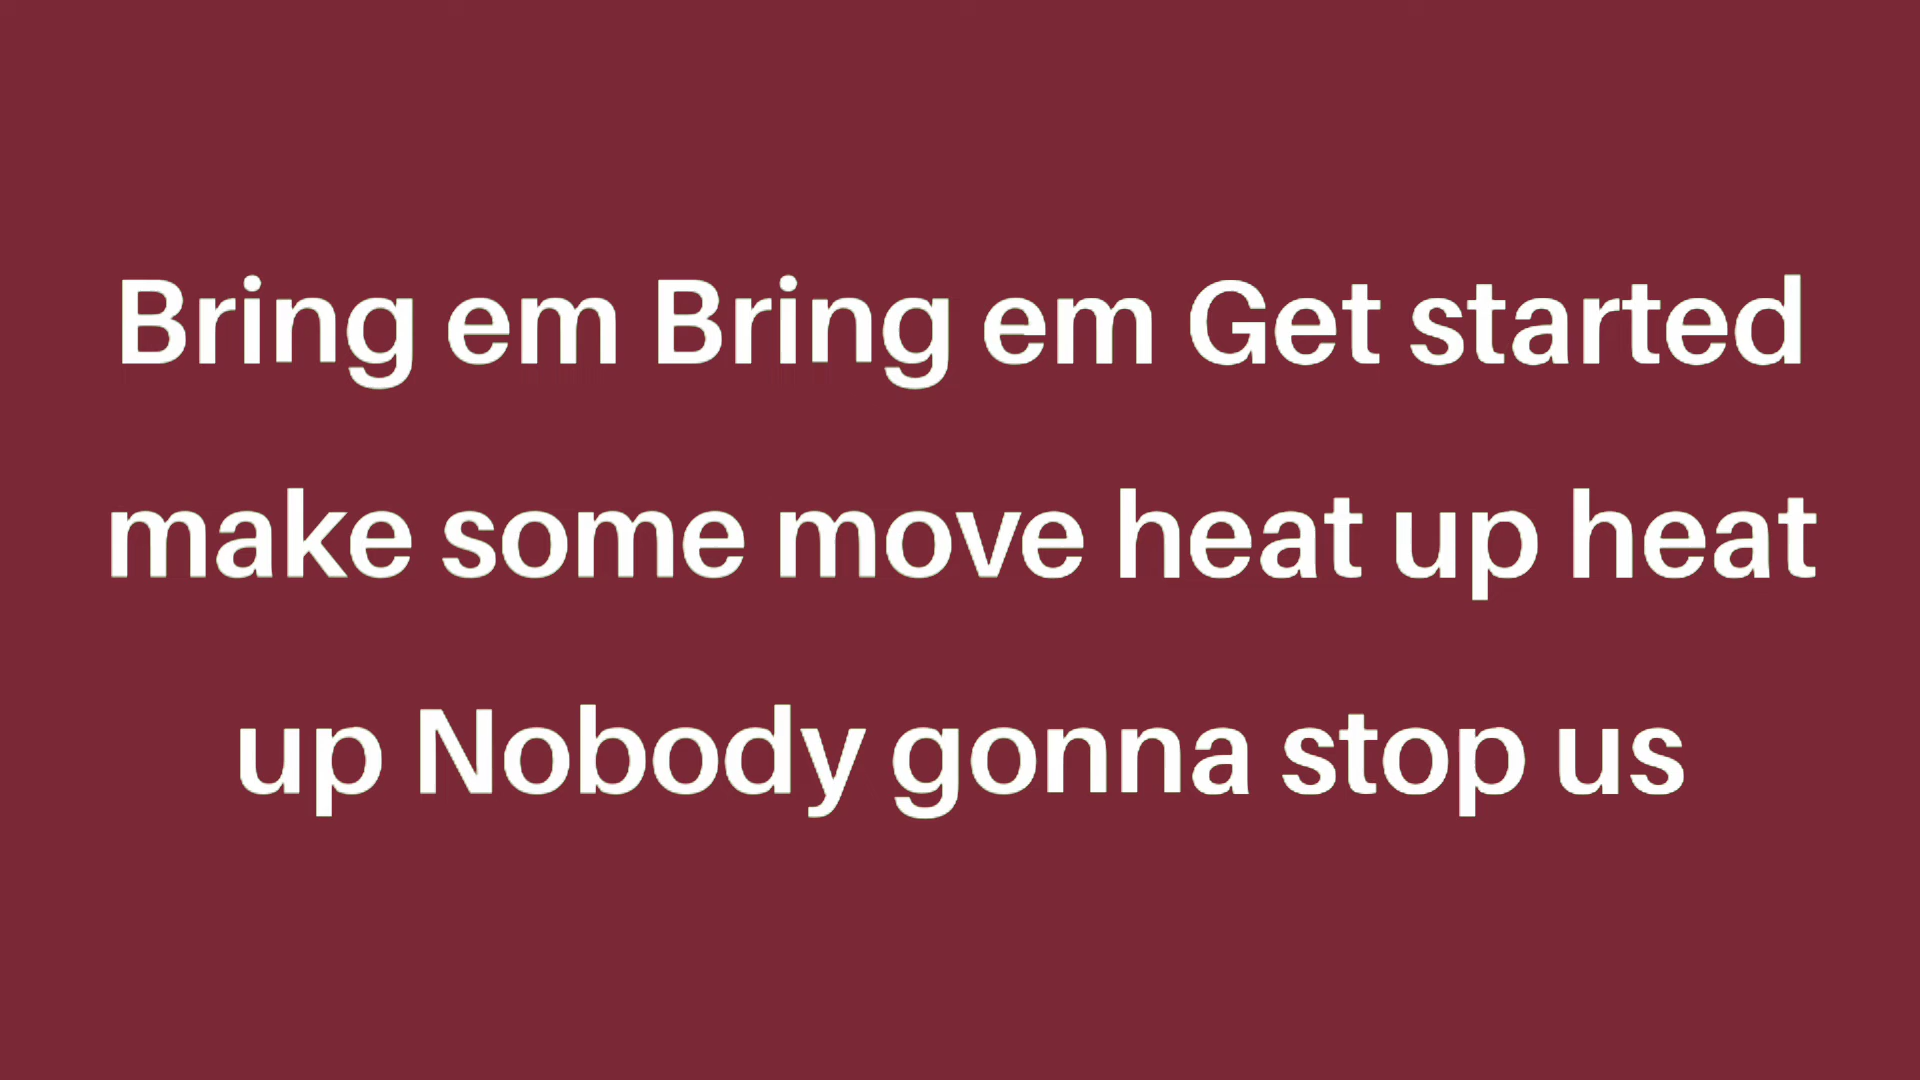 Bring em Bring em Get started
make some move heat up heat
up Nobody gonna stop us